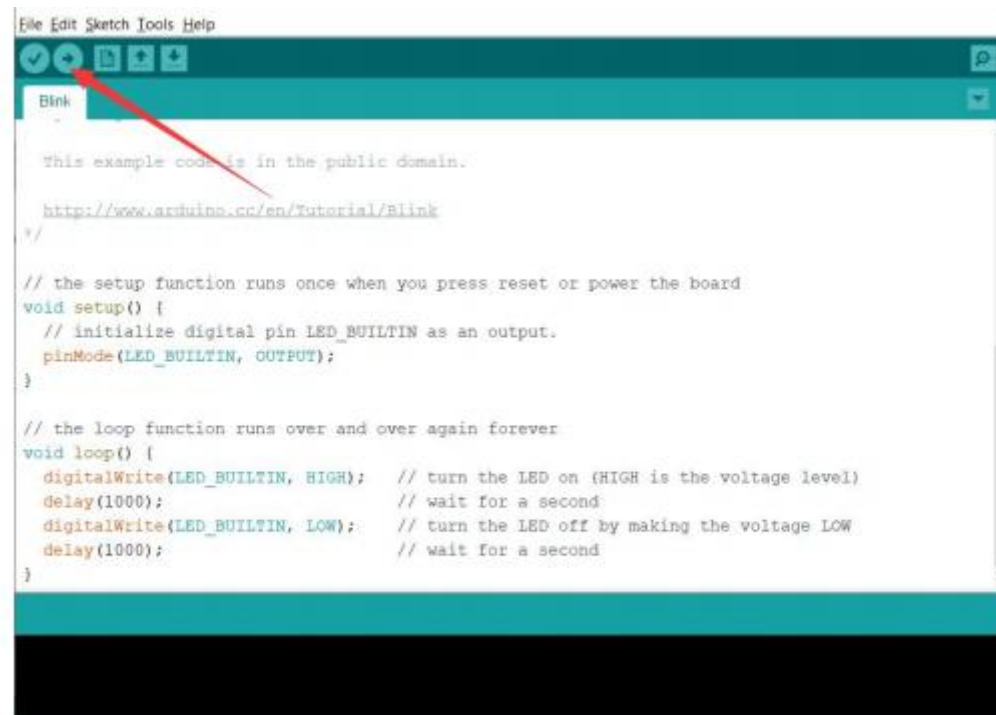 File Edit Sketch Tools Help
Blink
This example code is in the public domain.
http://www.arduino.cc/en/Tutorial/Blink
*/
// the setup function runs once when you press reset or power the board
void setup() {
// initialize digital pin LED_BUILTIN as an output.
pinMode(LED_BUILTIN, OUTPUT);
}
// the loop function runs over and over again forever
void loop() {
digitalWrite(LED_BUILTIN, HIGH);   // turn the LED on (HIGH is the voltage level)
delay(1000);                       // wait for a second
digitalWrite(LED_BUILTIN, LOW);    // turn the LED off by making the voltage LOW
delay(1000);                       // wait for a second
}